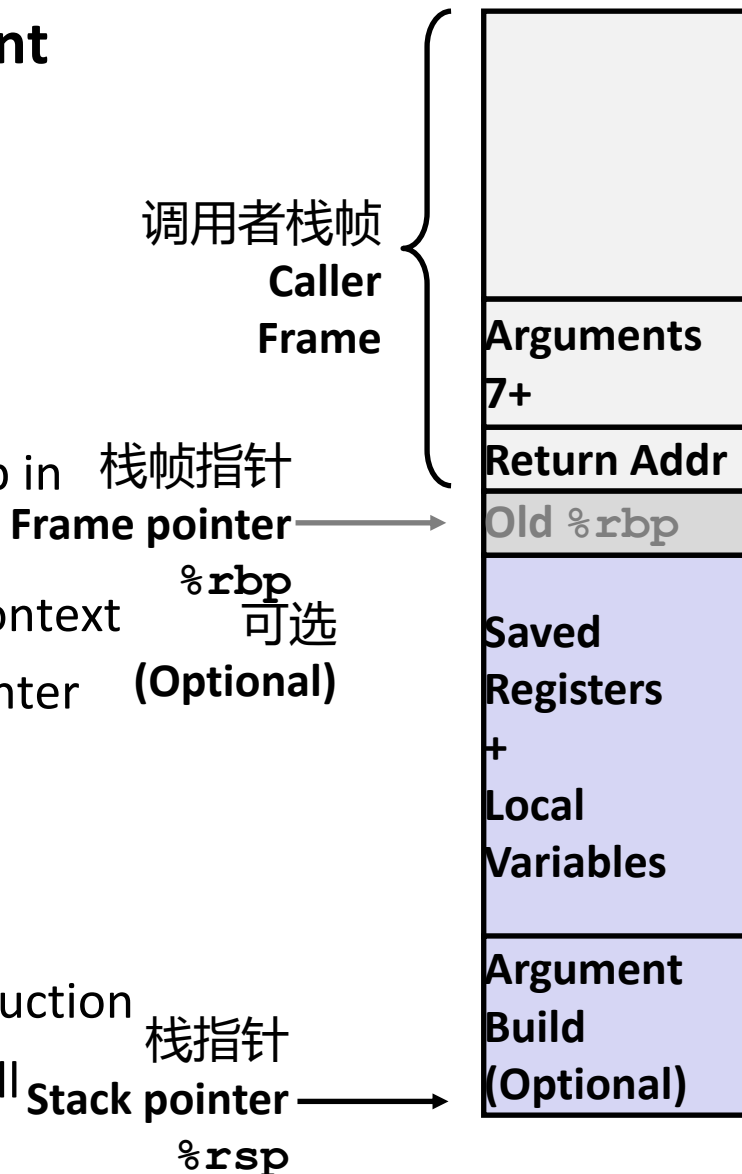 nt
调用者栈帧
Caller
Frame
Arguments
7+
Return Addr
o in
栈帧指针
Frame pointer
%rbp
Old %rbp
ontext
可选
nter
(Optional)
Saved
Registers
+
Local
Variables
uction
栈指针
ll
Stack pointer
%rsp
Argument
Build
(Optional)